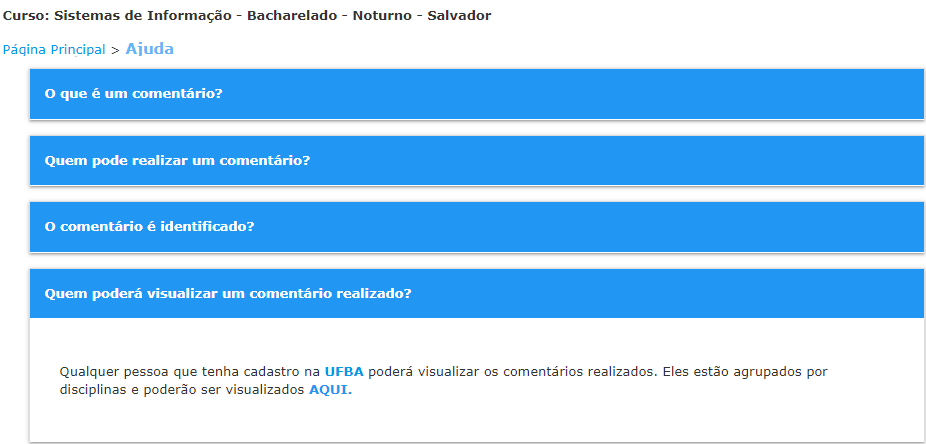 Curso: Sistemas de Informação - Bacharelado - Noturno - Salvador
Página Principal > Ajuda
O que é um comentário?
Quem pode realizar um comentário?
O comentário é identificado?
Quem poderá visualizar um comentário realizado?
Qualquer pessoa que tenha cadastro na UFBA poderá visualizar os comentários realizados. Eles estão agrupados por
disciplinas e poderão ser visualizados AQUI.